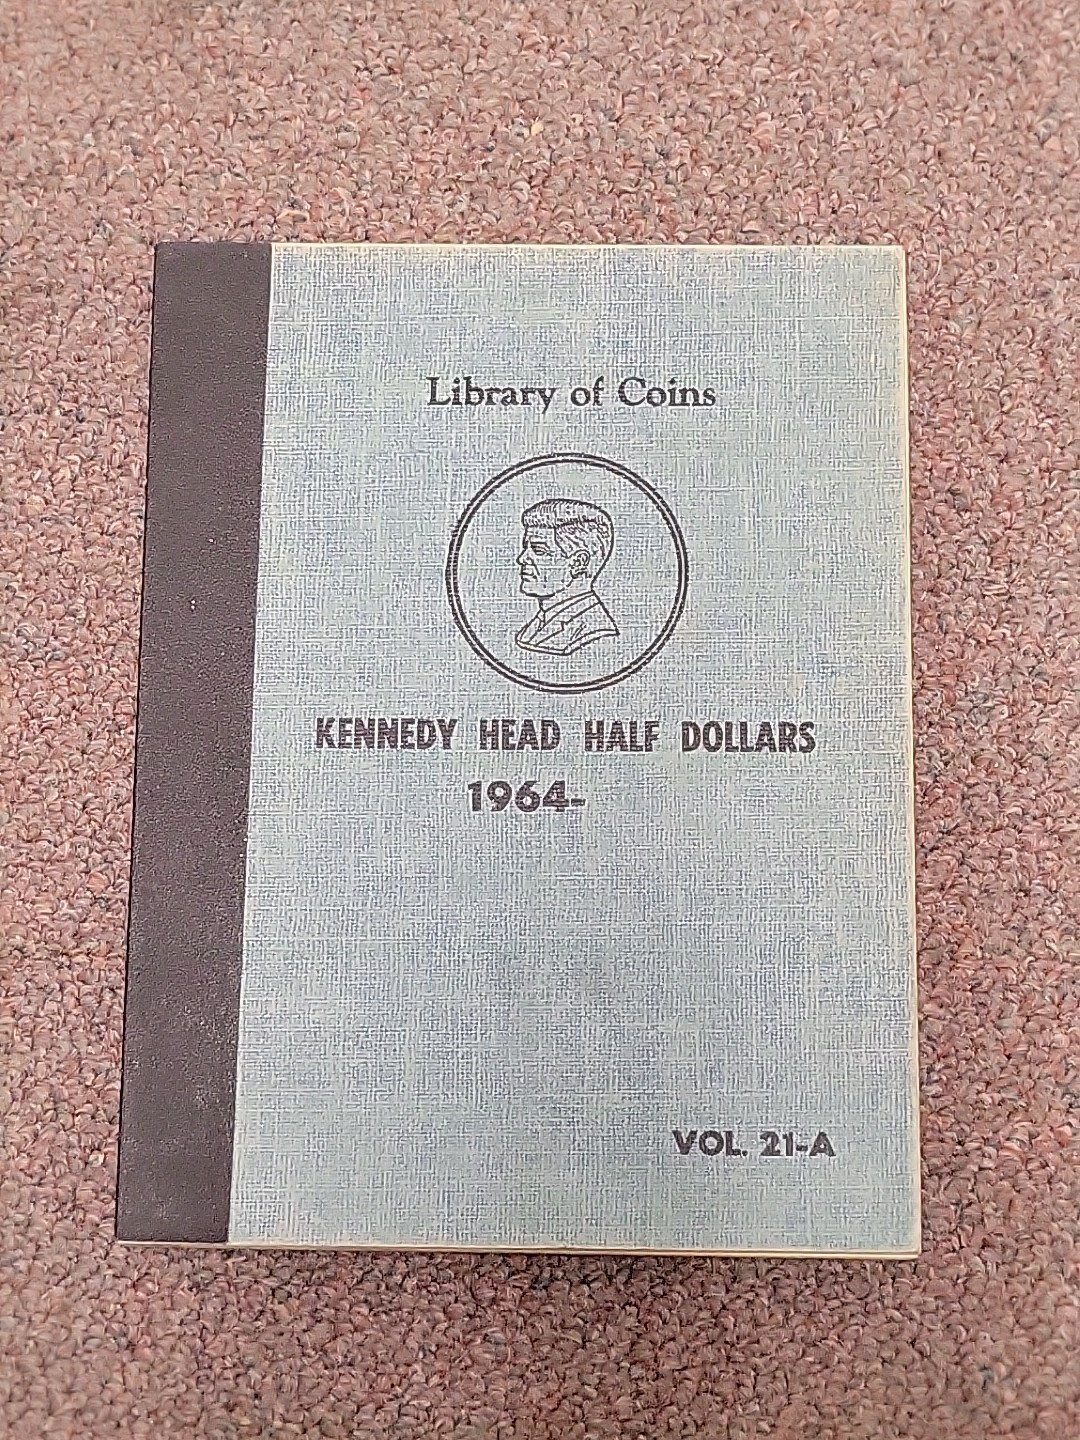 Library of Coins
KENNEDY HEAD HALF DOLLARS
1964-
VOL. 21-A